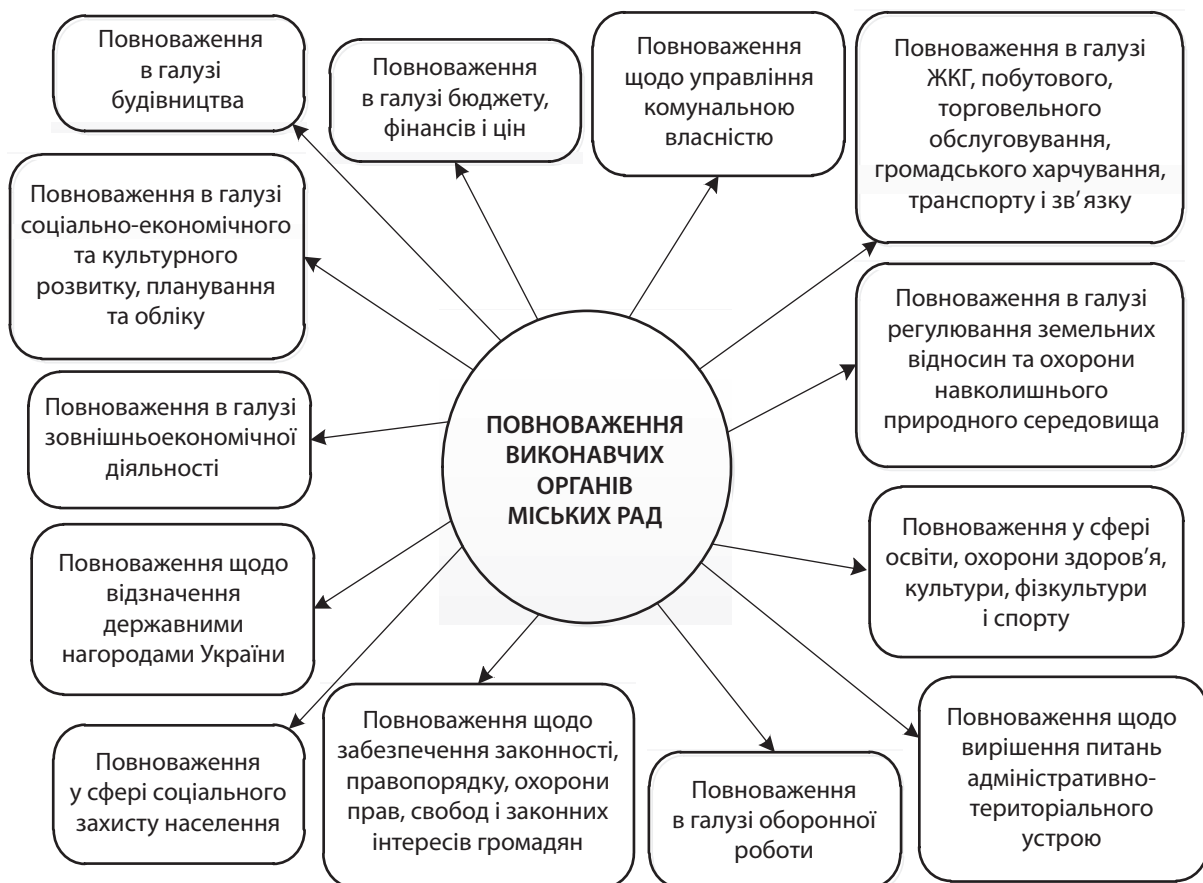 Повноваження
в галузі
будівництва
Повноваження
в галузі бюджету,
фінансів і цін
Повноваження
щодо управління
комунальною
власністю
Повноваження в галузі
ЖКГ, побутового,
торговельного
обслуговування,
громадського харчування,
транспорту і зв’язку
Повноваження в галузі
соціально-економічного
та культурного
розвитку, планування
та обліку
Повноваження в галузі
регулювання земельних
відносин та охорони
навколишнього
природного середовища
Повноваження в галузі
зовнішньоекономічної
діяльності
ПОВНОВАЖЕННЯ
ВИКОНАВЧИХ
ОРГАНІВ
МІСЬКИХ РАД
Повноваження у сфері
освіти, охорони здоров’я,
культури, фізкультури
і спорту
Повноваження щодо
відзначення
державними
нагородами України
Повноваження
у сфері соціального
захисту населення
Повноваження щодо
забезпечення законності,
правопорядку, охорони
прав, свобод і законних
інтересів громадян
Повноваження
в галузі оборонної
роботи
Повноваження щодо
вирішення питань
адміністративно-
територіального
устрою